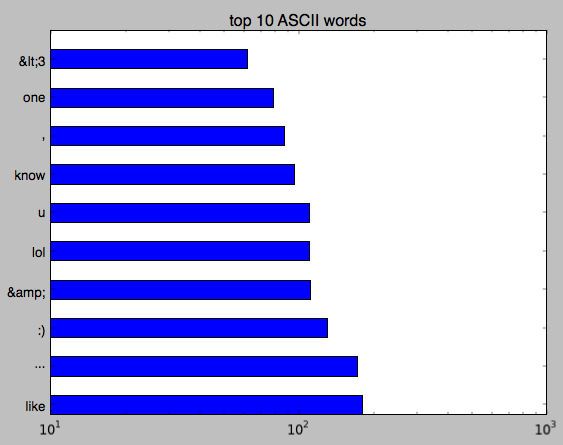 top 10 ASCII words
&lt;3
one
,
know
u
lol
&amp;
:)
...
like
10¹ 10² 10³